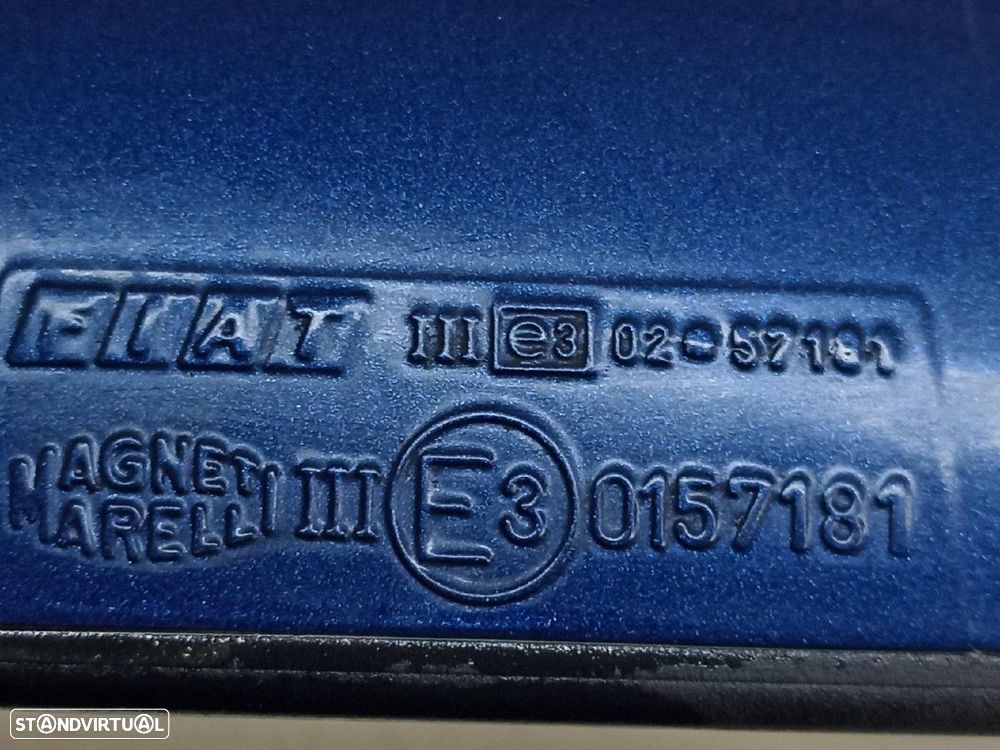 FIAT III e3 02•57181
MAGNETI MARELLI III E3 0157181
STANDVIRTUAL